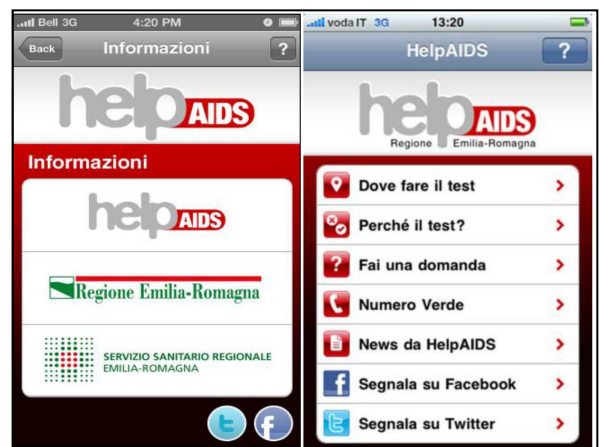 Bell 3G 4:20 PM
Back Informazioni ?
help AIDS
Informazioni
help AIDS
Regione Emilia-Romagna
SERVIZIO SANITARIO REGIONALE
EMILIA-ROMAGNA
t f
voda IT 3G 13:20
HelpAIDS ?
help AIDS
Regione Emilia-Romagna
Dove fare il test
Perché il test?
? Fai una domanda
Numero Verde
News da HelpAIDS
f Segnala su Facebook
t Segnala su Twitter